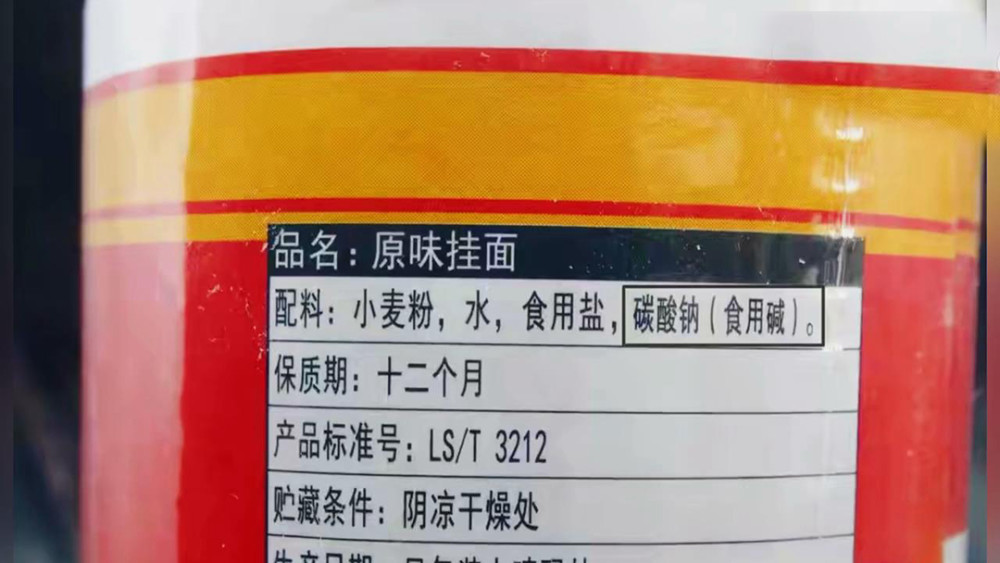 品名：原味挂面
配料：小麦粉，水，食用盐，碳酸钠（食用碱）。
保质期：十二个月
产品标准号：LS/T 3212
贮藏条件：阴凉干燥处